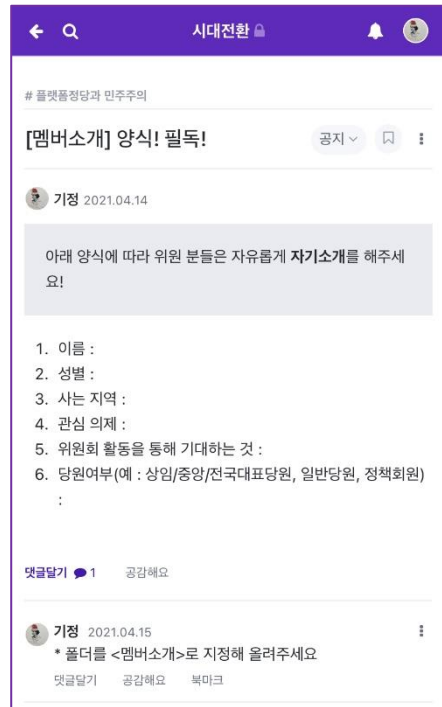 시대전환
# 플랫폼정당과 민주주의
[멤버소개] 양식! 필독!
공지
기정 2021.04.14
아래 양식에 따라 위원 분들은 자유롭게 자기소개를 해주세
요!
1. 이름 :
2. 성별 :
3. 사는 지역 :
4. 관심 의제 :
5. 위원회 활동을 통해 기대하는 것 :
6. 당원여부(예 : 상임/중앙/전국대표당원, 일반당원, 정책회원)
:
댓글달기 1 공감해요
기정 2021.04.15
* 폴더를 <멤버소개>로 지정해 올려주세요
댓글달기 공감해요 북마크